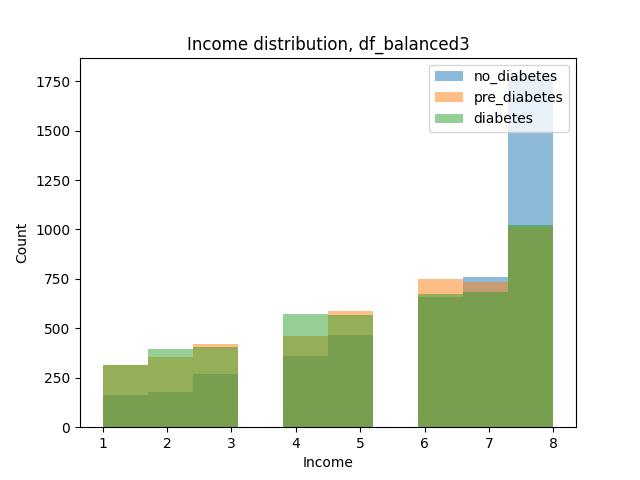 Income distribution, df_balanced3
no_diabetes
pre_diabetes
diabetes
Count
1750
1500
1250
1000
750
500
250
0
1 2 3 4 5 6 7 8
Income